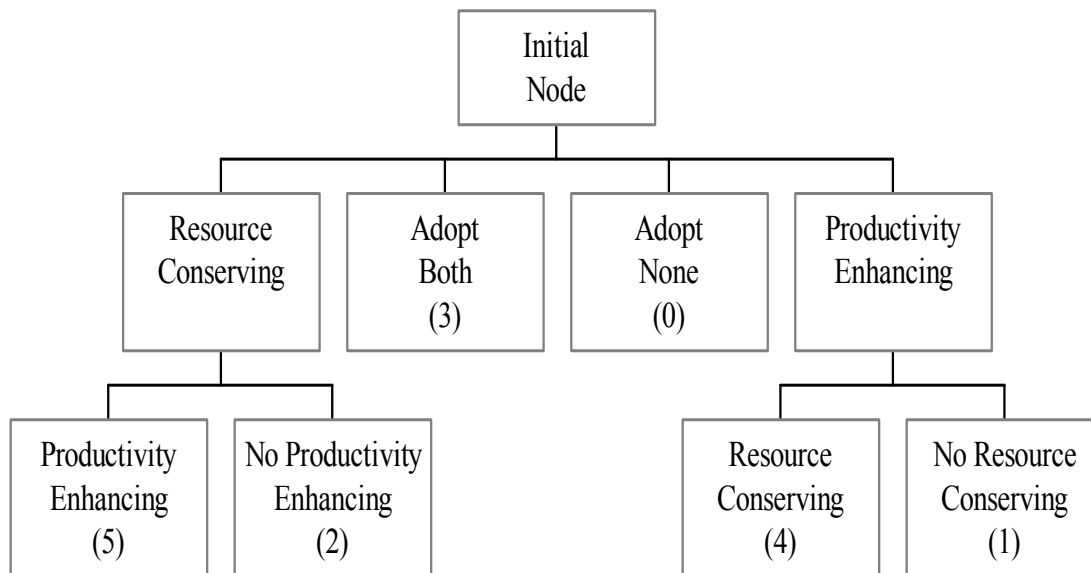 Initial
Node
Resource
Conserving
Adopt
Both
(3)
Adopt
None
(0)
Productivity
Enhancing
Productivity
Enhancing
(5)
No Productivity
Enhancing
(2)
Resource
Conserving
(4)
No Resource
Conserving
(1)